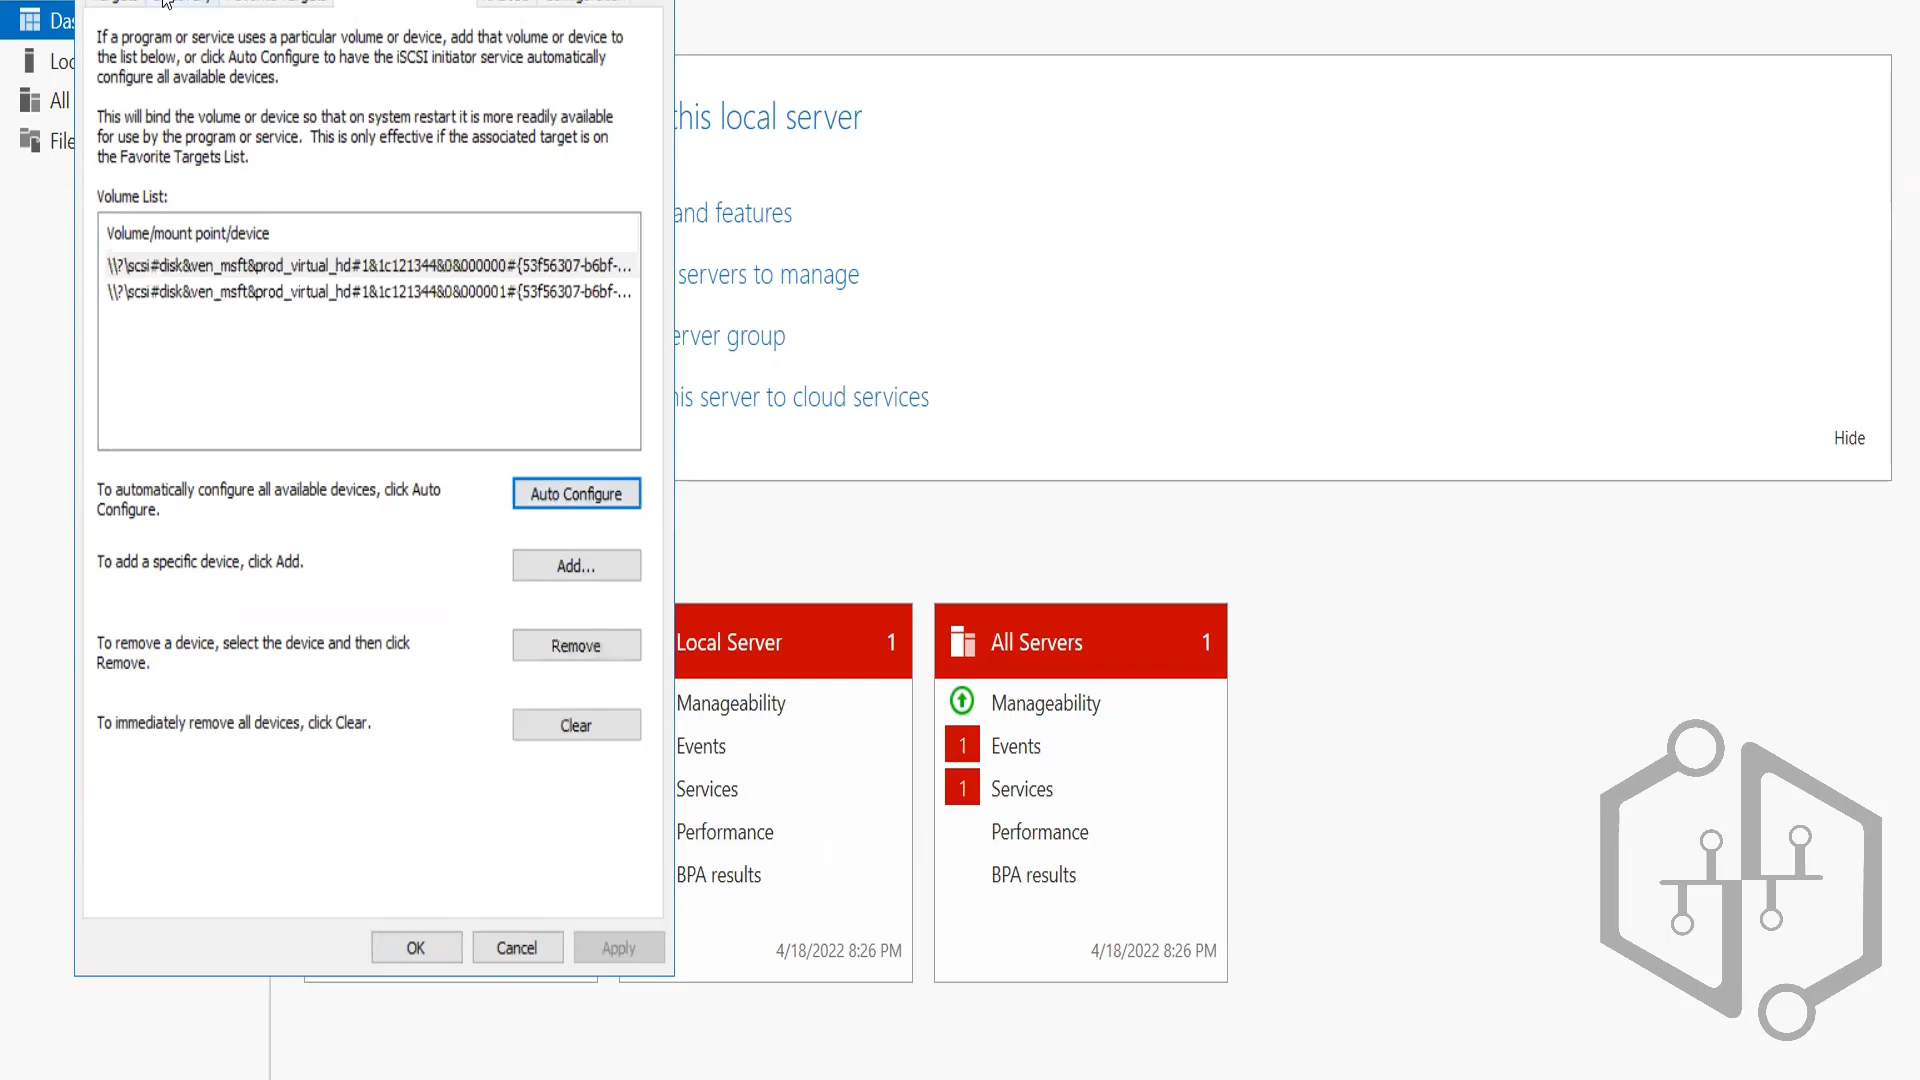 Das
Loc
All
File
If a program or service uses a particular volume or device, add that volume or device to
the list below, or click Auto Configure to have the iSCSI initiator service automatically
configure all available devices.
This will bind the volume or device so that on system restart it is more readily available
for use by the program or service. This is only effective if the associated target is on
the Favorite Targets List.
Volume List:
Volume/mount point/device
\\?\scsi#disk&ven_msft&prod_virtual_hd#1&1c121344&0&000000#{53f56307-b6bf-...
\\?\scsi#disk&ven_msft&prod_virtual_hd#1&1c121344&0&000001#{53f56307-b6bf-...
To automatically configure all available devices, click Auto
Configure.
Auto Configure
To add a specific device, click Add.
Add...
To remove a device, select the device and then click
Remove.
Remove
To immediately remove all devices, click Clear.
Clear
OK
Cancel
Apply
this local server
and features
servers to manage
erver group
his server to cloud services
Hide
Local Server 1
Manageability
Events
Services
Performance
BPA results
4/18/2022 8:26 PM
All Servers 1
Manageability
1 Events
1 Services
Performance
BPA results
4/18/2022 8:26 PM